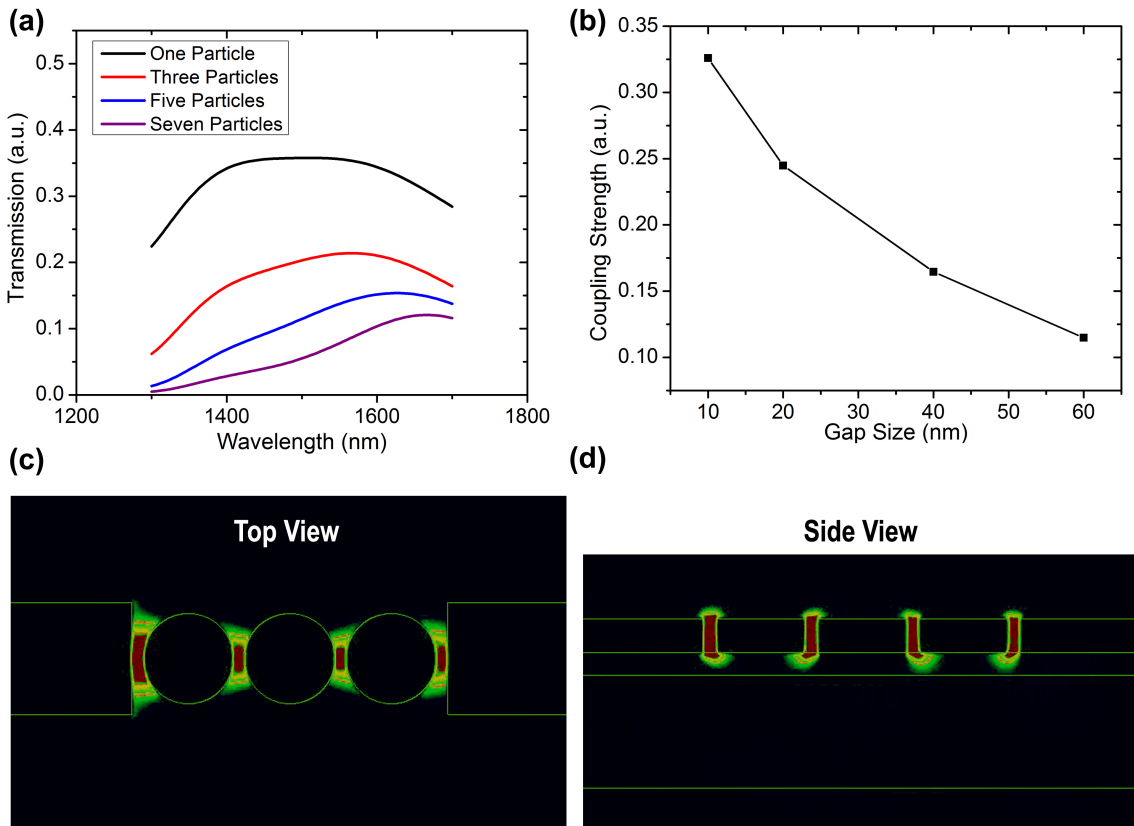 (a)
One Particle
Three Particles
Five Particles
Seven Particles
Transmission (a.u.)
0.5
0.4
0.3
0.2
0.1
0.0
1200
1400
1600
1800
Wavelength (nm)
(b)
Coupling Strength (a.u.)
0.35
0.30
0.25
0.20
0.15
0.10
10
20
30
40
50
60
Gap Size (nm)
(c)
Top View
(d)
Side View